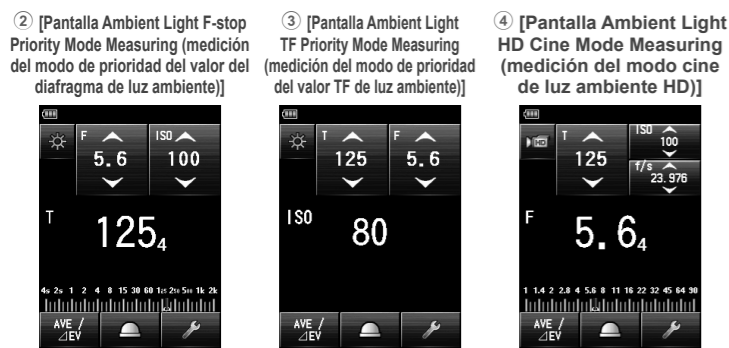 ② [Pantalla Ambient Light F-stop
Priority Mode Measuring (medición
del modo de prioridad del valor del
diafragma de luz ambiente)]
F
5.6
ISO
100
T
125₄
4s 2s 1 2 4 8 15 30 60 125 250 500 1k 2k
AVE /
⊿EV
③ [Pantalla Ambient Light
TF Priority Mode Measuring
(medición del modo de prioridad
del valor TF de luz ambiente)]
T
125
F
5.6
ISO
80
AVE /
⊿EV
④ [Pantalla Ambient Light
HD Cine Mode Measuring
(medición del modo cine
de luz ambiente HD)]
HD
T
125
ISO
100
f/s
23.976
F
5.6₄
1 1.4 2 2.8 4 5.6 8 11 16 22 32 45 64 90
AVE /
⊿EV